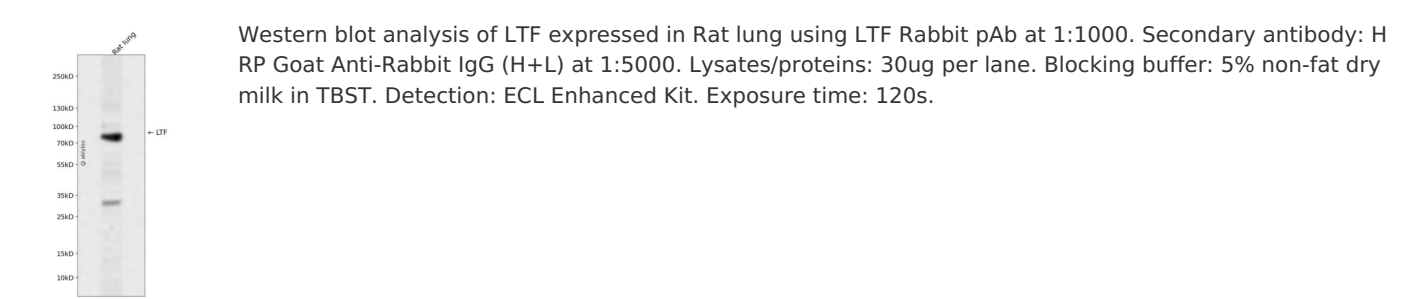 Rat lung
250kD
130kD
100kD
← LTF
70kD
55kD
35kD
25kD
15kD
10kD
Western blot analysis of LTF expressed in Rat lung using LTF Rabbit pAb at 1:1000. Secondary antibody: H
RP Goat Anti-Rabbit IgG (H+L) at 1:5000. Lysates/proteins: 30ug per lane. Blocking buffer: 5% non-fat dry
milk in TBST. Detection: ECL Enhanced Kit. Exposure time: 120s.